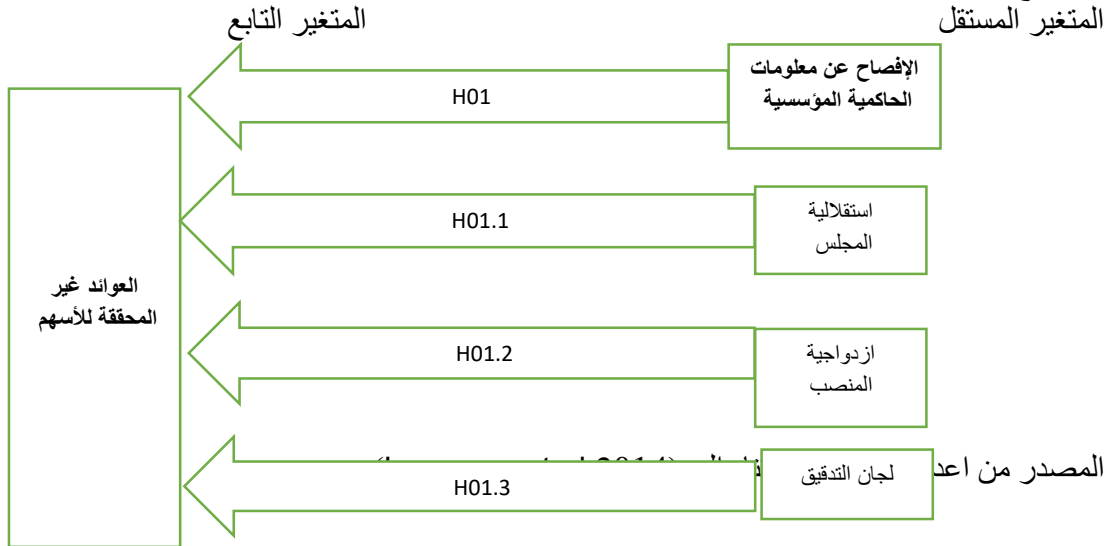 المتغير المستقل
المتغير التابع
الإفصاح عن معلومات
الحاكمية المؤسسية
H01
استقلالية
المجلس
H01.1
العوائد غير
المحققة للأسهم
ازدواجية
المنصب
H01.2
المصدر من اعد
لجان التدقيق
H01.3